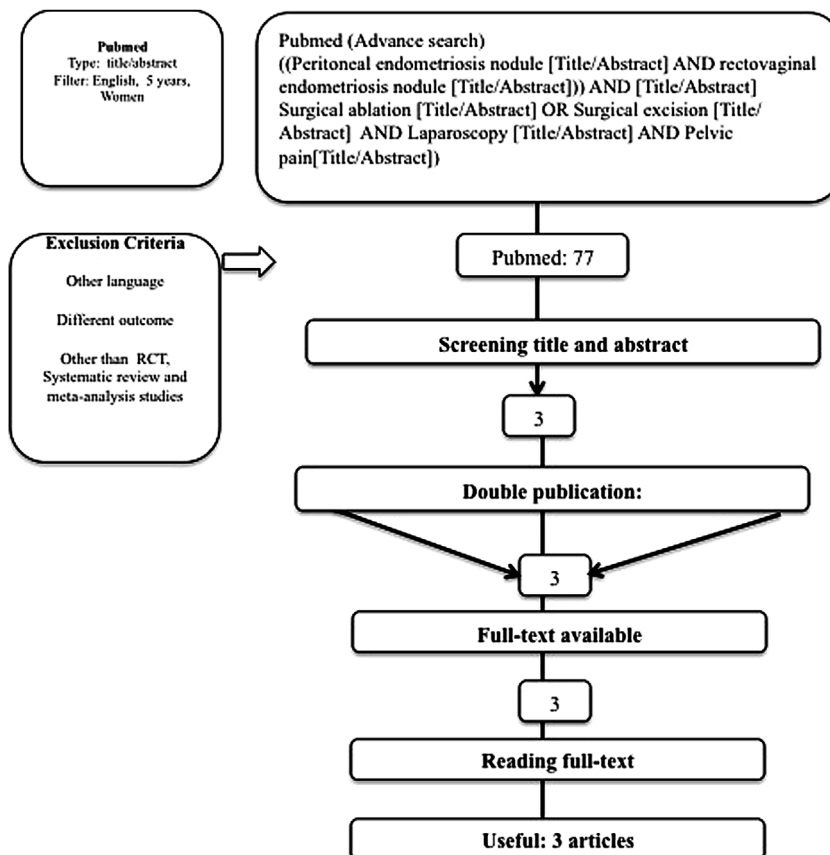 Pubmed
Type: title/abstract
Filter: English, 5 years,
Women
Pubmed (Advance search)
((Peritoneal endometriosis nodule [Title/Abstract] AND rectovaginal
endometriosis nodule [Title/Abstract])) AND [Title/Abstract]
Surgical ablation [Title/Abstract] OR Surgical excision [Title/
Abstract] AND Laparoscopy [Title/Abstract] AND Pelvic
pain[Title/Abstract])
Exclusion Criteria
Other language
Different outcome
Other than RCT,
Systematic review and
meta-analysis studies
Pubmed: 77
Screening title and abstract
3
Double publication:
3
Full-text available
3
Reading full-text
Useful: 3 articles